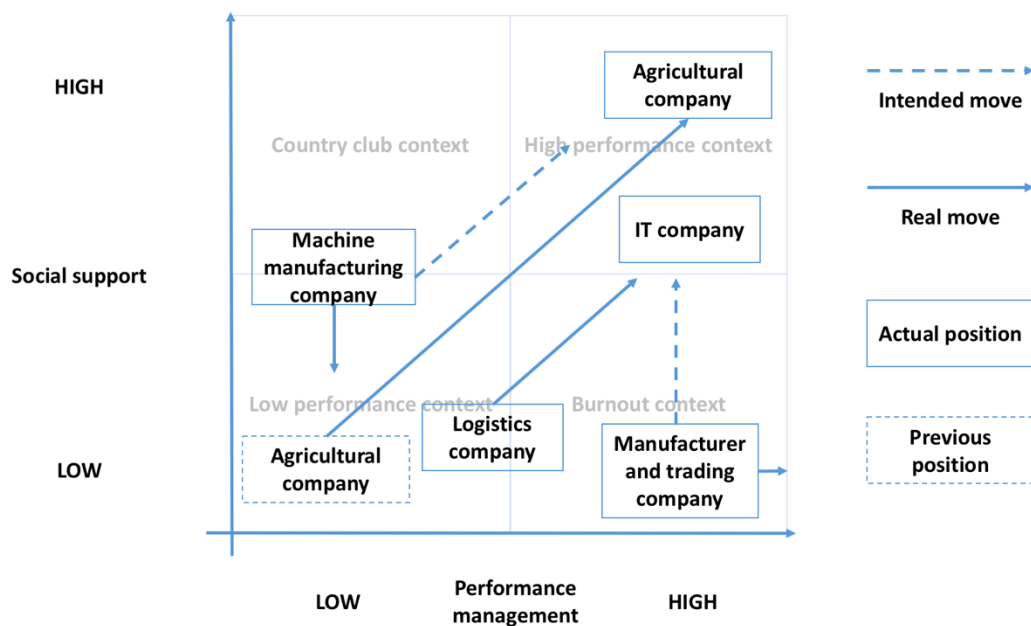 HIGH
Agricultural
company
Intended move
Country club context
High performance context
Real move
Machine
manufacturing
company
IT company
Social support
Actual position
Low performance context
Burnout context
Logistics
company
Agricultural
company
Manufacturer
and trading
company
Previous
position
LOW
LOW
Performance
management
HIGH